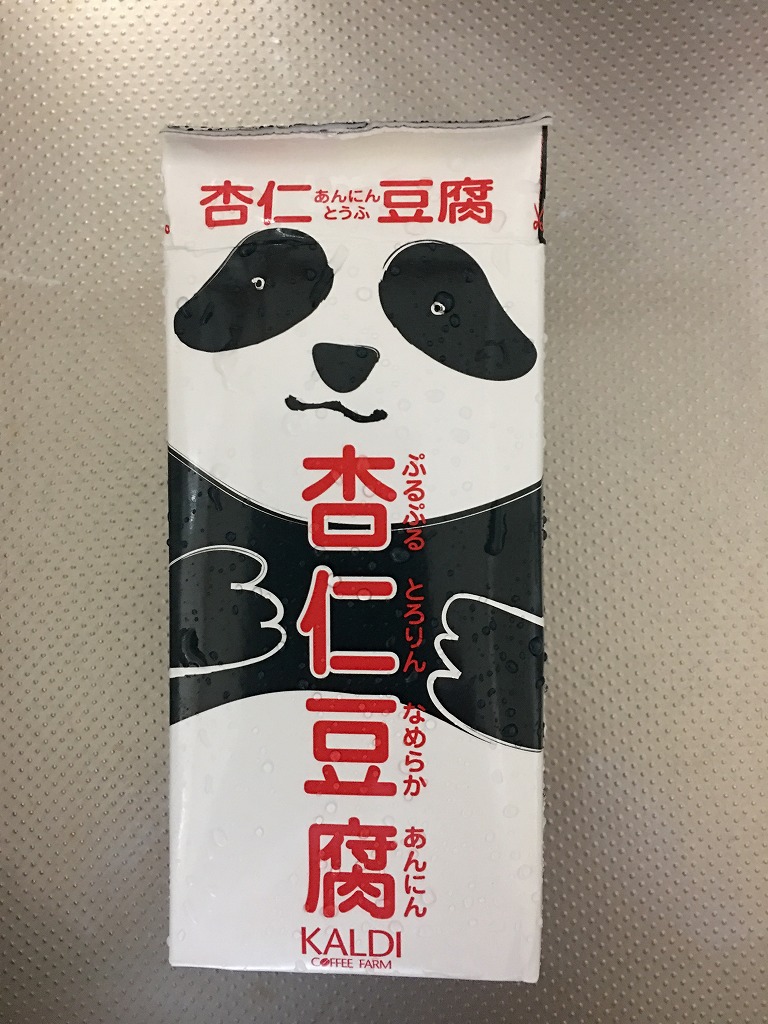 杏仁豆腐
あんにん
とうふ
杏仁豆腐
ぷるぷる とろりん なめらか あんにん
KALDI
COFFEE FARM